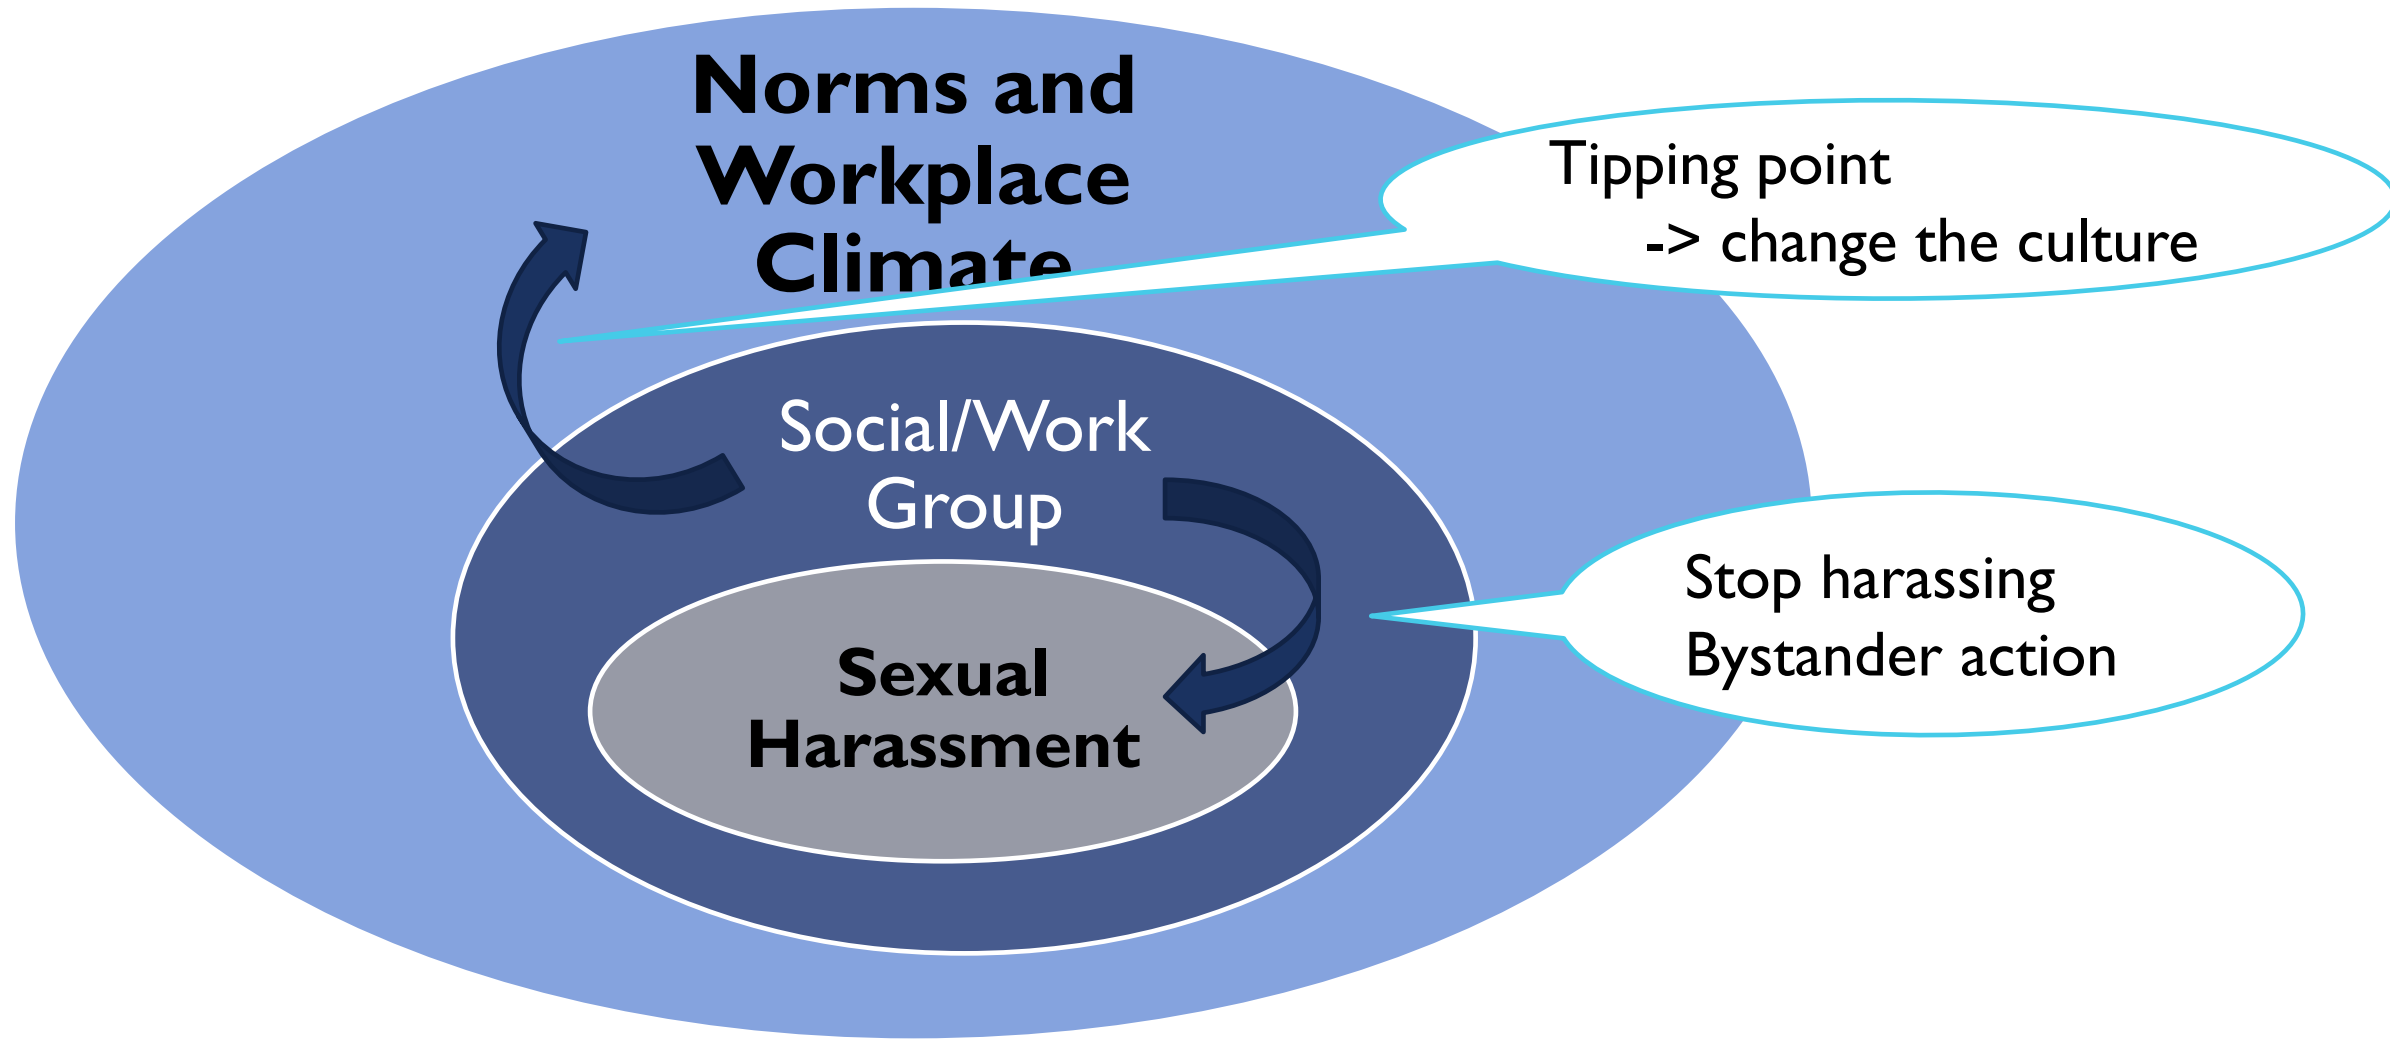 Norms and
Workplace
Climate
Tipping point
-> change the culture
Social/Work
Group
Stop harassing
Bystander action
Sexual
Harassment